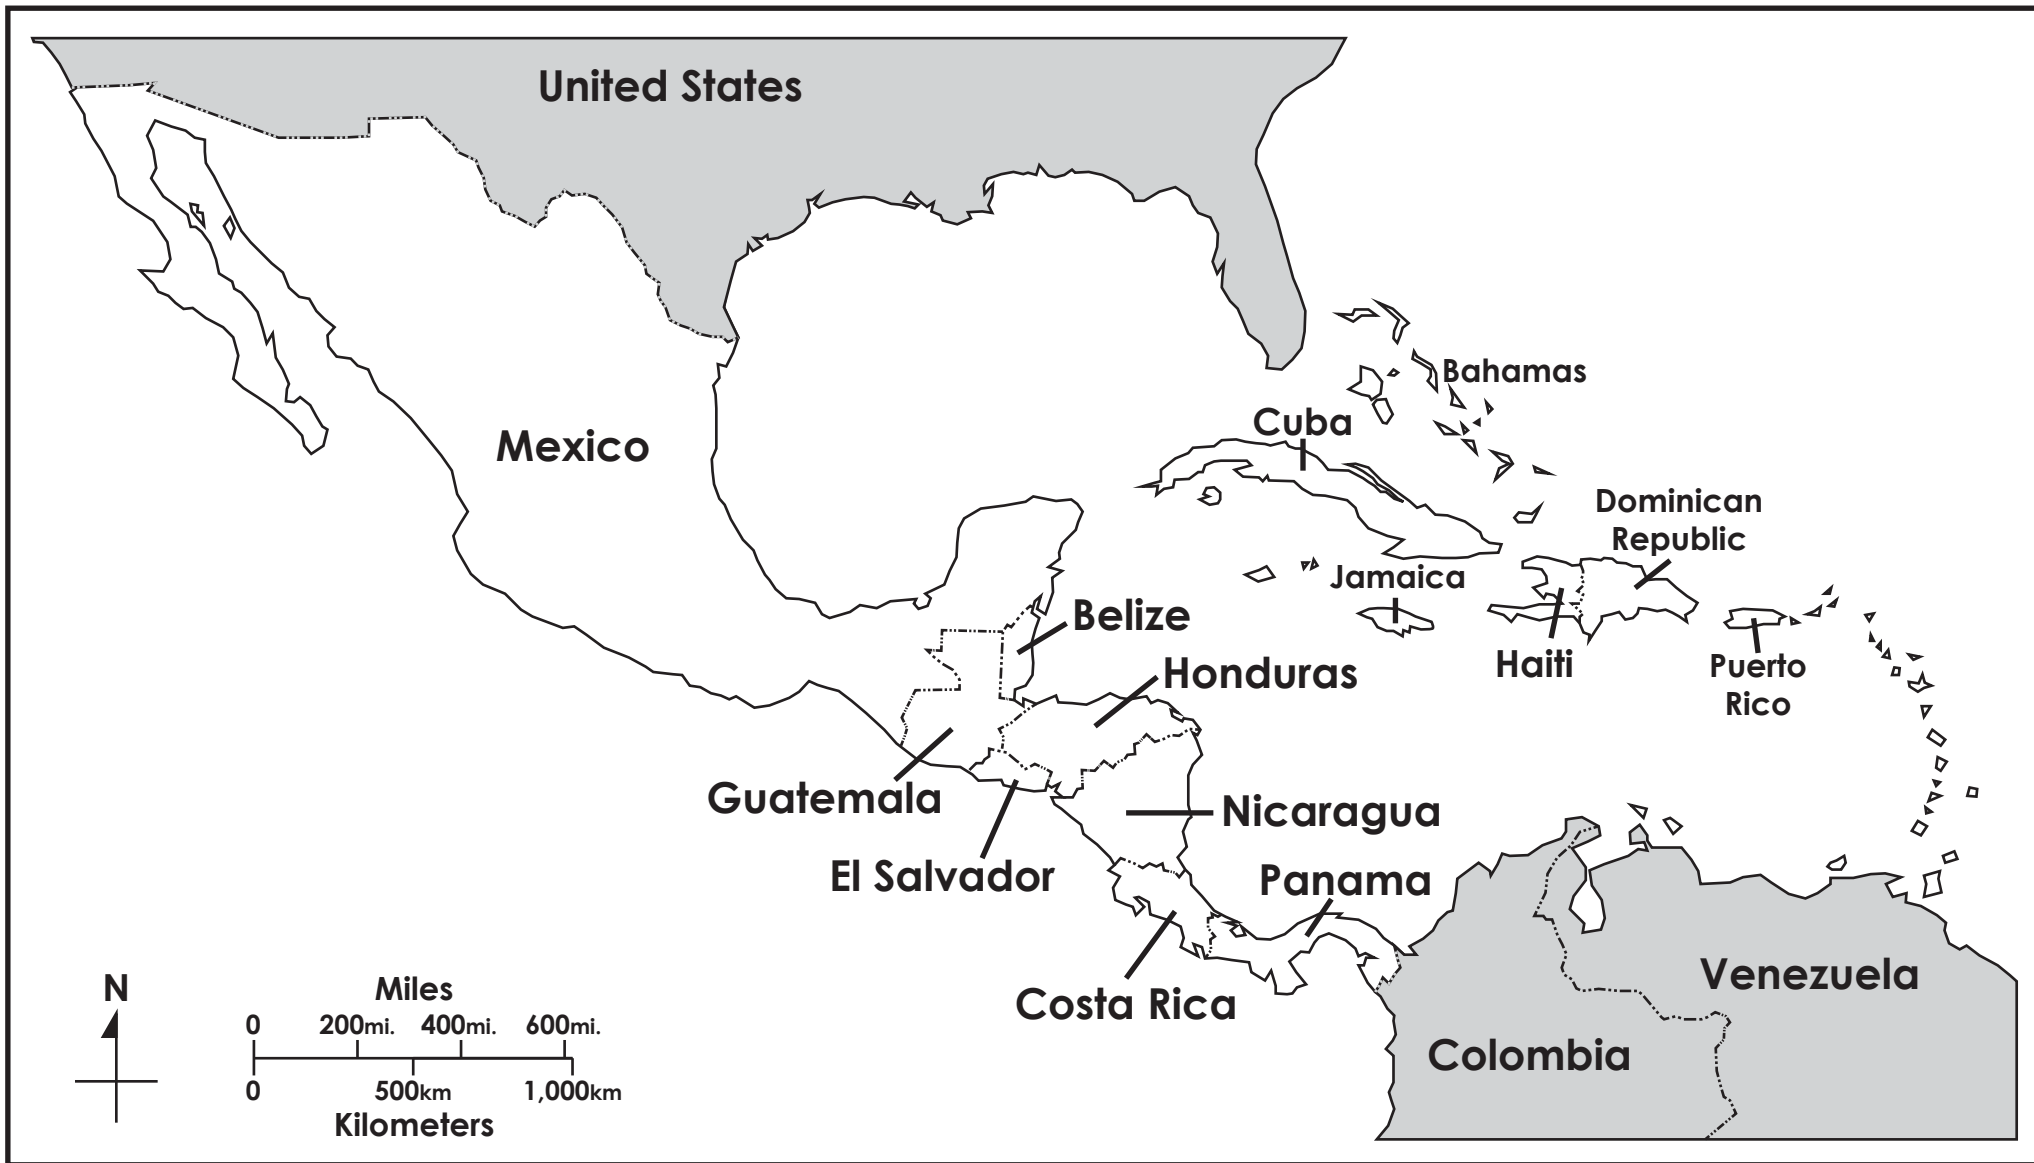 United States
Bahamas
Cuba
Mexico
Dominican
Republic
Jamaica
Belize
Haiti
Puerto
Rico
Honduras
Guatemala
Nicaragua
El Salvador
Panama
Costa Rica
Venezuela
Colombia
N
Miles
0 200mi. 400mi. 600mi.
0 500km 1,000km
Kilometers